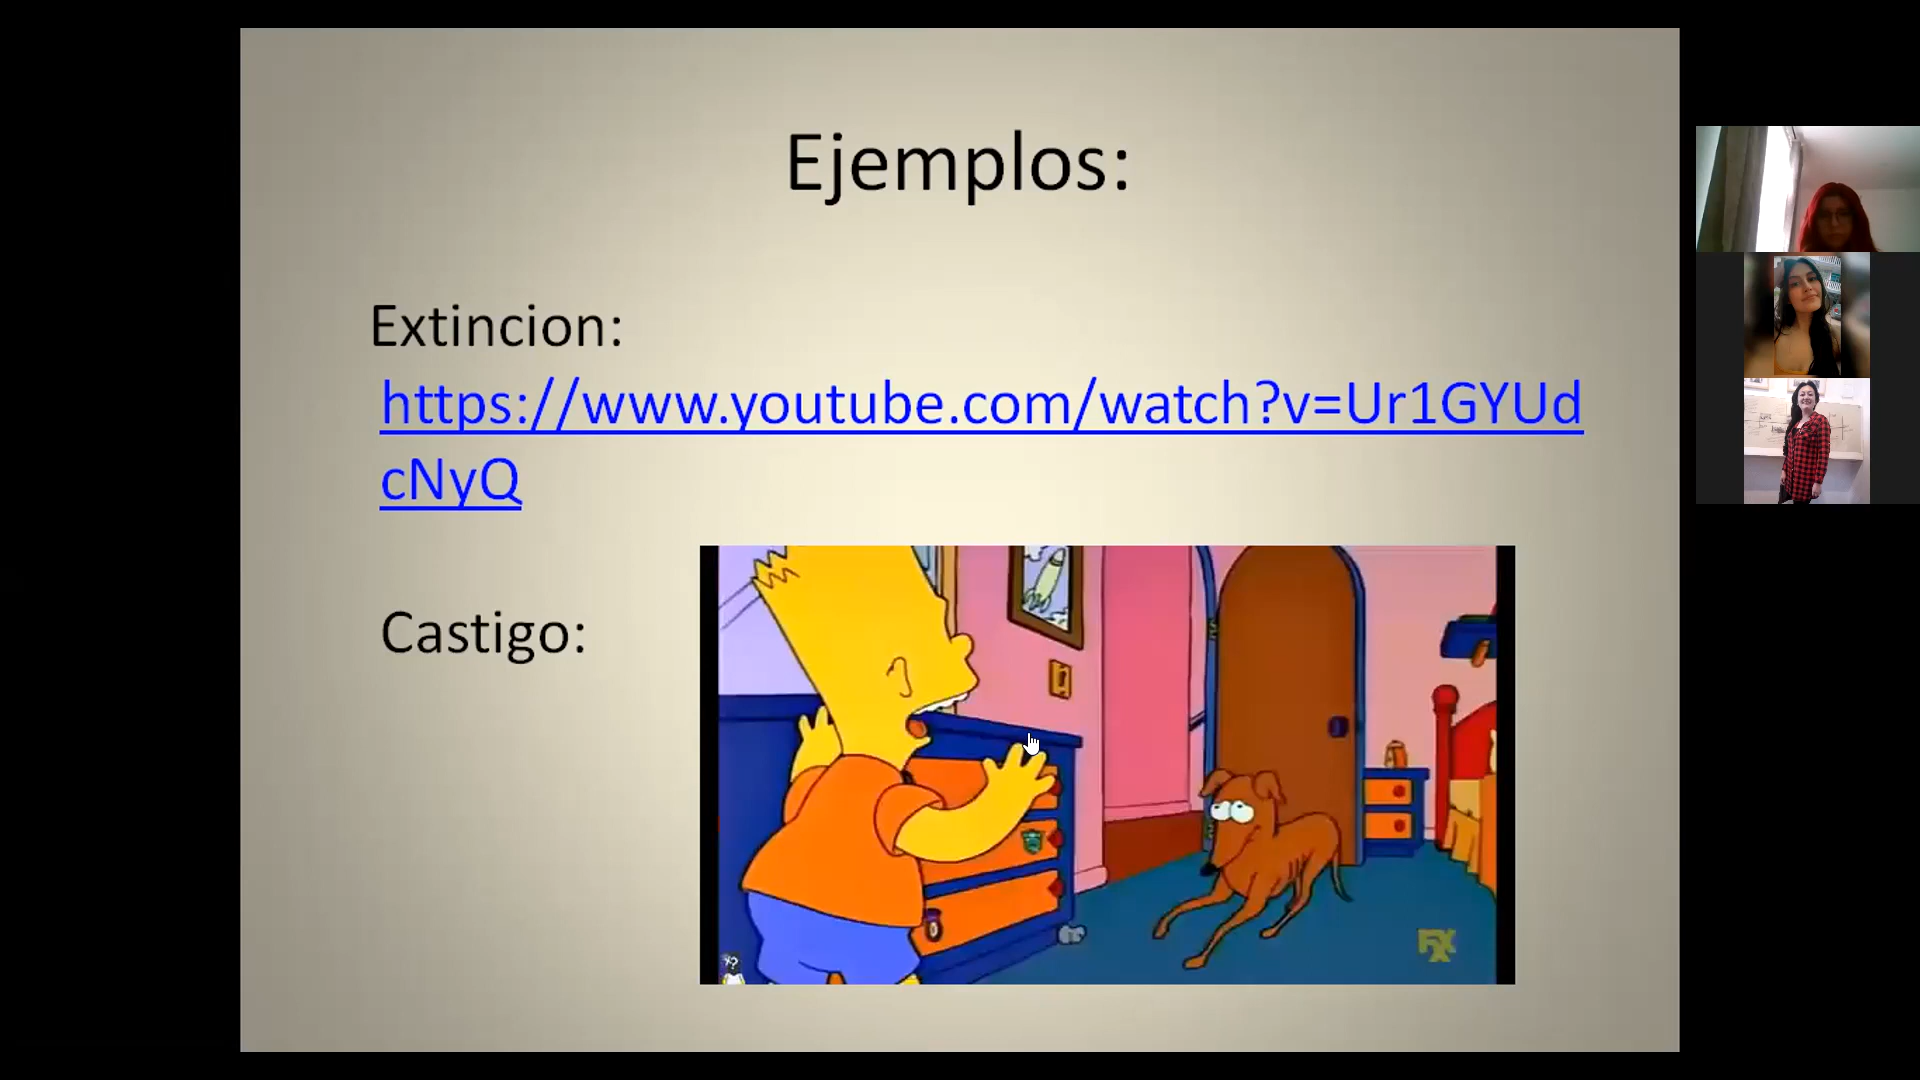 Ejemplos:
Extincion:
https://www.youtube.com/watch?v=Ur1GYUd
cNyQ
Castigo:
FX